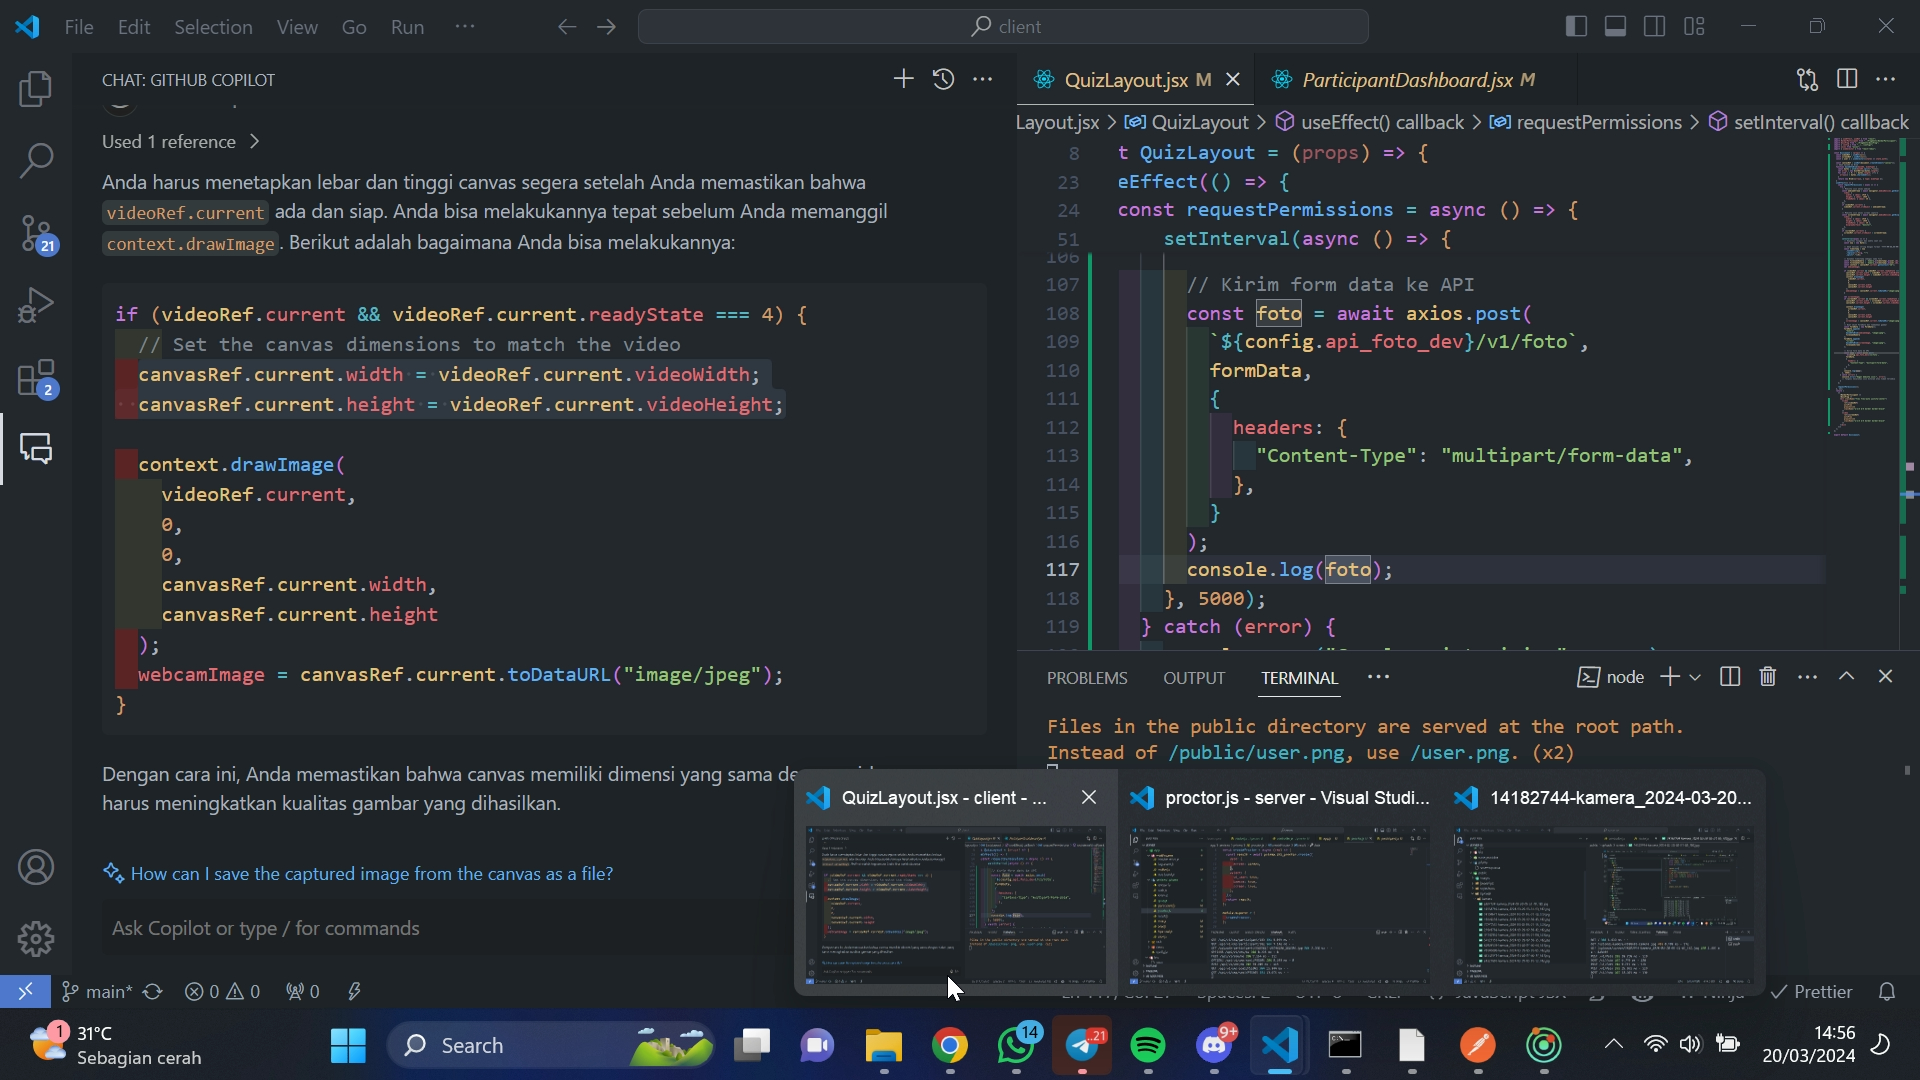 File Edit Selection View Go Run ···
client
CHAT: GITHUB COPILOT
Used 1 reference
Anda harus menetapkan lebar dan tinggi canvas segera setelah Anda memastikan bahwa
videoRef.current ada dan siap. Anda bisa melakukannya tepat sebelum Anda memanggil
context.drawImage. Berikut adalah bagaimana Anda bisa melakukannya:
if (videoRef.current && videoRef.current.readyState === 4) {
// Set the canvas dimensions to match the video
canvasRef.current.width = videoRef.current.videoWidth;
canvasRef.current.height = videoRef.current.videoHeight;
context.drawImage(
videoRef.current,
0,
0,
canvasRef.current.width,
canvasRef.current.height
);
webcamImage = canvasRef.current.toDataURL("image/jpeg");
}
Dengan cara ini, Anda memastikan bahwa canvas memiliki dimensi yang sama
harus meningkatkan kualitas gambar yang dihasilkan.
How can I save the captured image from the canvas as a file?
Ask Copilot or type / for commands
21
2
QuizLayout.jsx M
ParticipantDashboard.jsx M
Layout.jsx > QuizLayout > useEffect() callback > requestPermissions > setInterval() callback
8 t QuizLayout = (props) => {
23 eEffect(() => {
24 const requestPermissions = async () => {
51 setInterval(async () => {
106
107 // Kirim form data ke API
108 const foto = await axios.post(
109 `${config.api_foto_dev}/v1/foto`,
110 formData,
111 {
112 headers: {
113 "Content-Type": "multipart/form-data",
114 },
115 }
116 );
117 console.log(foto);
118 }, 5000);
119 } catch (error) {
PROBLEMS OUTPUT TERMINAL ···
node
Files in the public directory are served at the root path.
Instead of /public/user.png, use /user.png. (x2)
QuizLayout.jsx - client - ...
proctor.js - server - Visual Studi...
14182744-kamera_2024-03-20...
main* 0 0 0
Prettier
1
31°C
Sebagian cerah
Search
14
..21
9+
14:56
20/03/2024